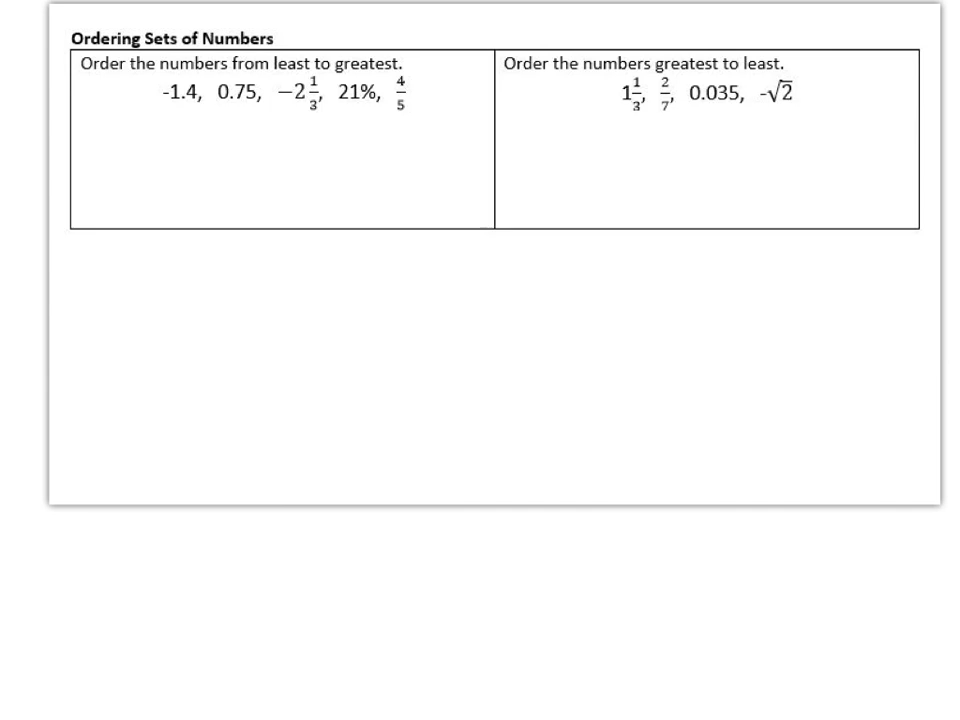 Ordering Sets of Numbers
Order the numbers from least to greatest.
-1.4, 0.75, −2 1/3, 21%, 4/5
Order the numbers greatest to least.
1 1/3, 2/7, 0.035, -√2